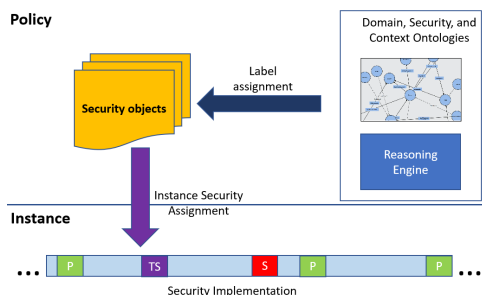 Policy
Domain, Security, and
Context Ontologies
Label
assignment
Security objects
Reasoning
Engine
Instance Security
Assignment
Instance
... P TS S P P ...
Security Implementation